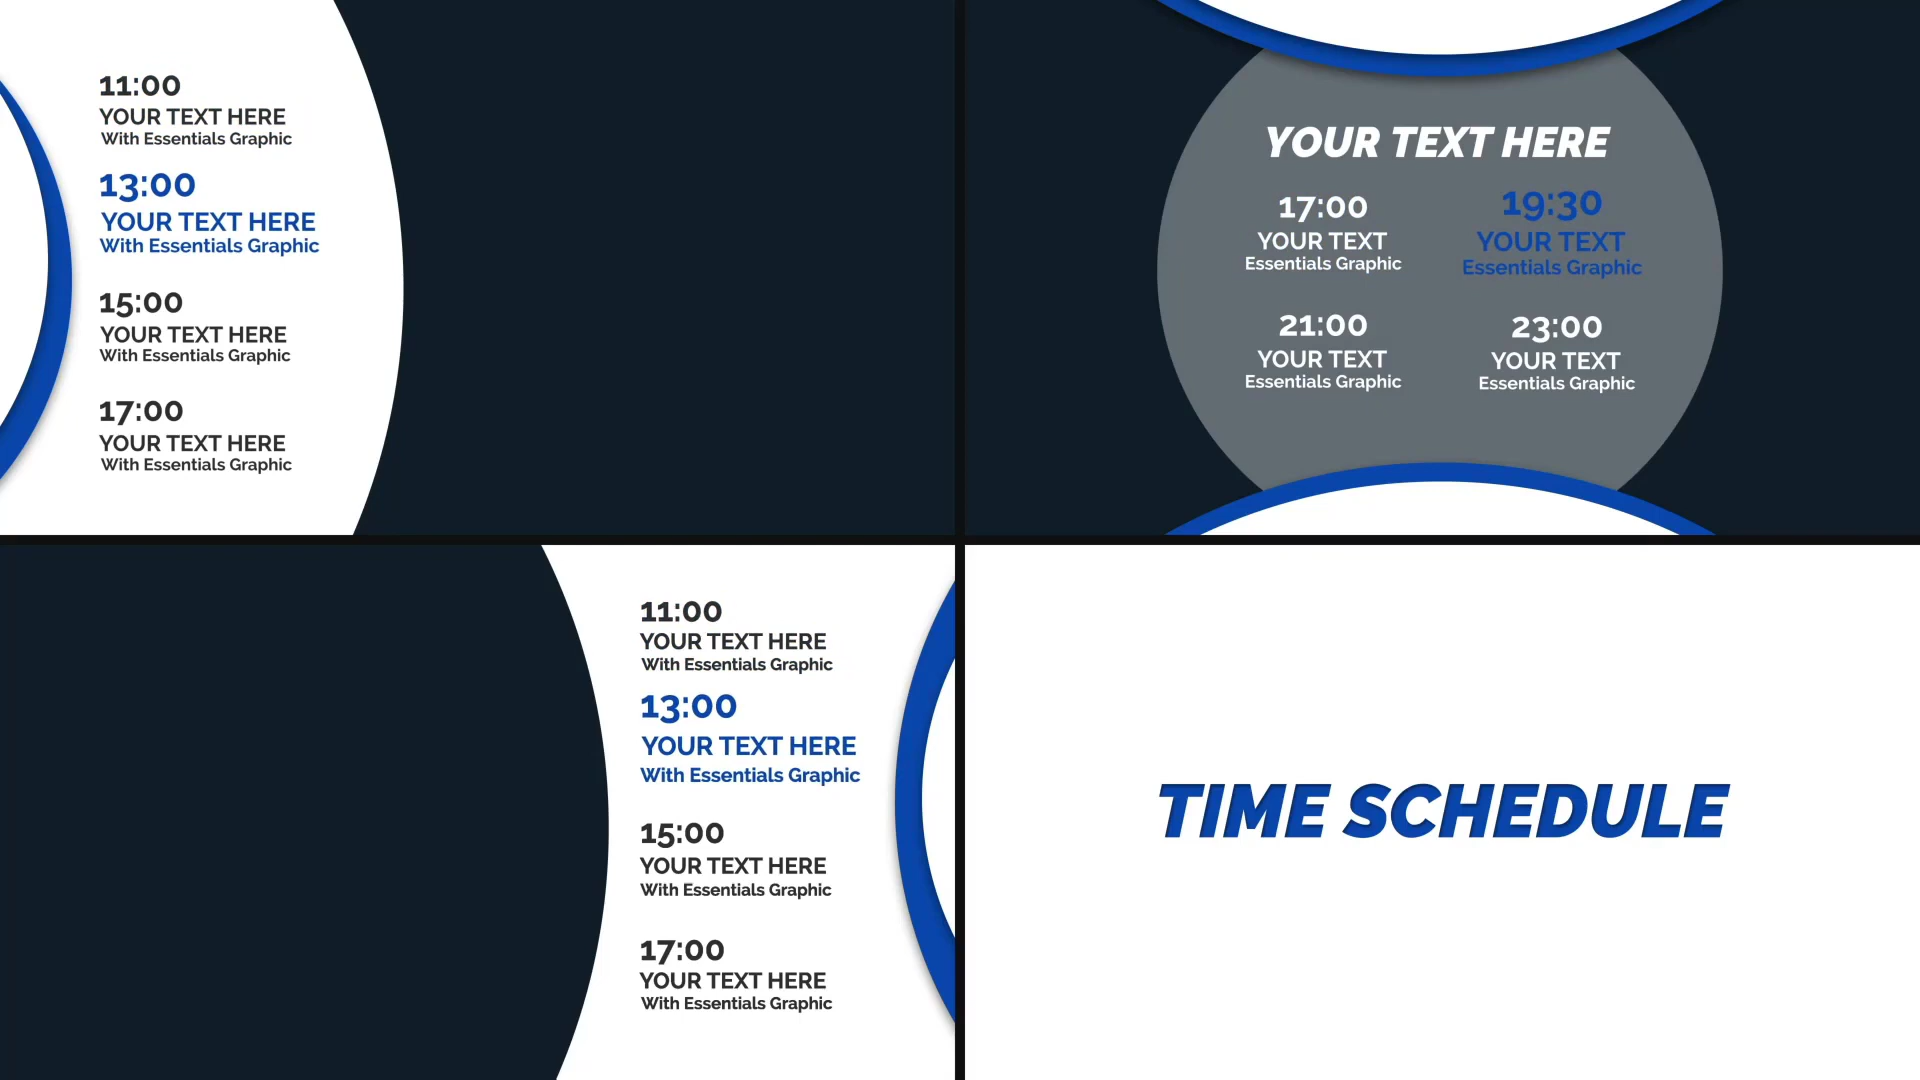 11:00
YOUR TEXT HERE
With Essentials Graphic
13:00
YOUR TEXT HERE
With Essentials Graphic
15:00
YOUR TEXT HERE
With Essentials Graphic
17:00
YOUR TEXT HERE
With Essentials Graphic
YOUR TEXT HERE
17:00
YOUR TEXT
Essentials Graphic
19:30
YOUR TEXT
Essentials Graphic
21:00
YOUR TEXT
Essentials Graphic
23:00
YOUR TEXT
Essentials Graphic
11:00
YOUR TEXT HERE
With Essentials Graphic
13:00
YOUR TEXT HERE
With Essentials Graphic
15:00
YOUR TEXT HERE
With Essentials Graphic
17:00
YOUR TEXT HERE
With Essentials Graphic
TIME SCHEDULE